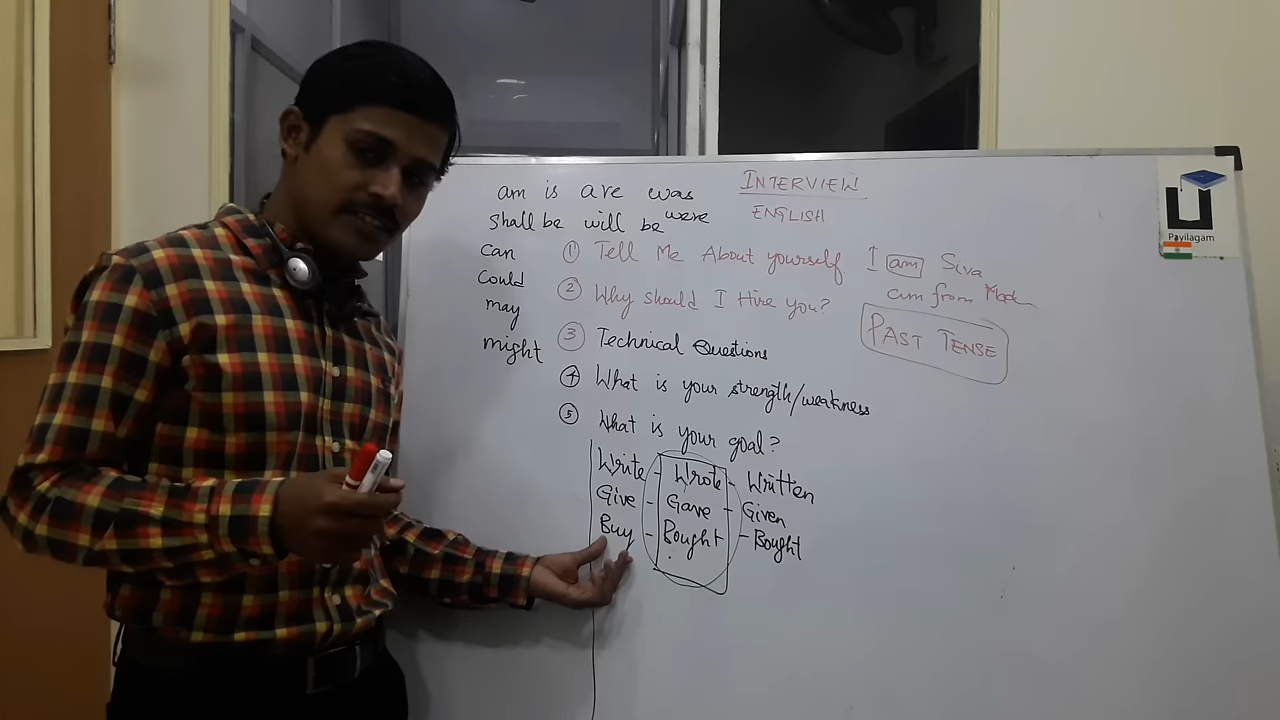 INTERVIEW
ENGLISH
am is are was
shall be will be were
can
could
may
might
① Tell Me About yourself
I am Siva
am from
② Why should I Hire you?
PAST TENSE
③ Technical Questions
④ What is your strength/weakness
⑤ What is your goal?
Write - Wrote - Written
Give - Gave - Given
Buy - Bought - Bought
Payilagam